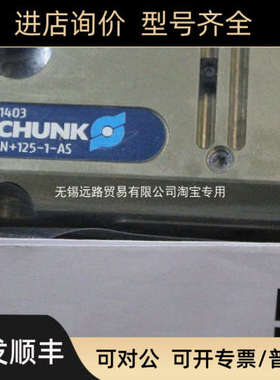 进店询价 型号齐全
1403
CHUNK
N+125-1-AS
无锡远路贸易有限公司淘宝专用
发顺丰
可对公 可开专票/普